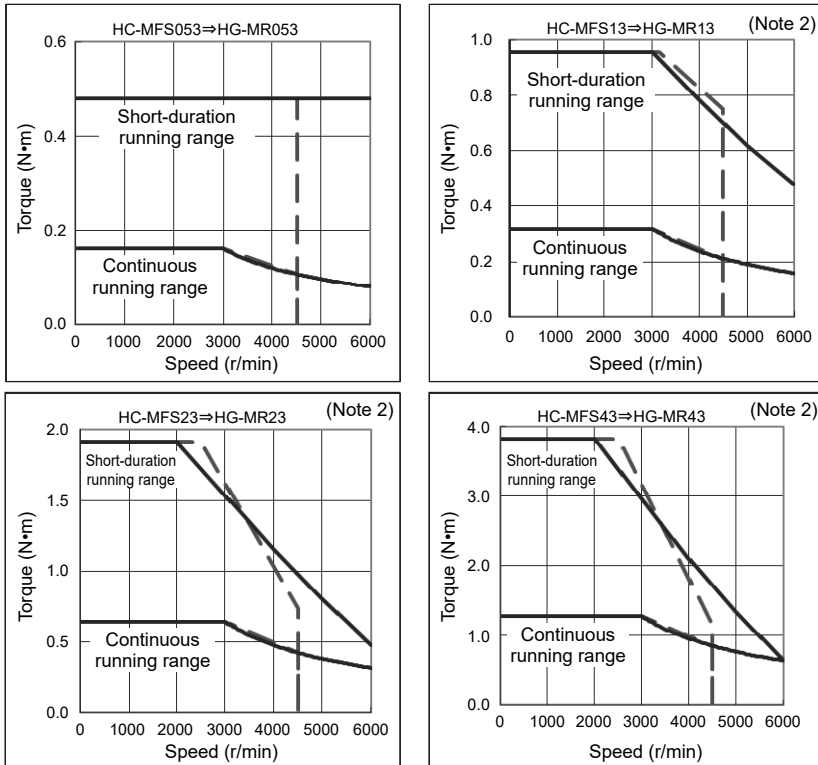 HC-MFS053⇒HG-MR053
0.6
0.4
0.2
0.0
Torque (N•m)
Short-duration
running range
Continuous
running range
0 1000 2000 3000 4000 5000 6000
Speed (r/min)
HC-MFS13⇒HG-MR13
(Note 2)
1.0
0.8
0.6
0.4
0.2
0.0
Torque (N•m)
Short-duration
running range
Continuous
running range
0 1000 2000 3000 4000 5000 6000
Speed (r/min)
HC-MFS23⇒HG-MR23
(Note 2)
2.0
1.5
1.0
0.5
0.0
Torque (N•m)
Short-duration
running range
Continuous
running range
0 1000 2000 3000 4000 5000 6000
Speed (r/min)
HC-MFS43⇒HG-MR43
(Note 2)
4.0
3.0
2.0
1.0
0.0
Torque (N•m)
Short-duration
running range
Continuous
running range
0 1000 2000 3000 4000 5000 6000
Speed (r/min)